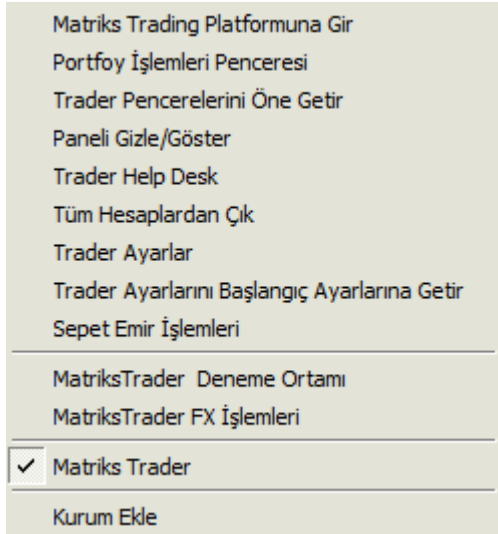 Matriks Trading Platformuna Gir
Portfoy İşlemleri Penceresi
Trader Pencerelerini Öne Getir
Paneli Gizle/Göster
Trader Help Desk
Tüm Hesaplardan Çık
Trader Ayarlar
Trader Ayarlarını Başlangıç Ayarlarına Getir
Sepet Emir İşlemleri
MatriksTrader  Deneme Ortamı
MatriksTrader FX İşlemleri
Matriks Trader
Kurum Ekle